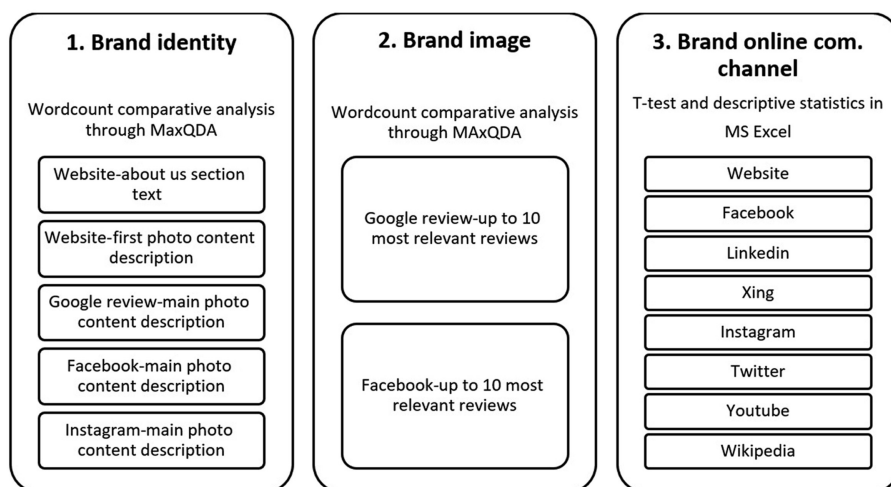 1. Brand identity
Wordcount comparative analysis
through MaxQDA
Website-about us section
text
Website-first photo content
description
Google review-main photo
content description
Facebook-main photo
content description
Instagram-main photo
content description
2. Brand image
Wordcount comparative analysis
through MAxQDA
Google review-up to 10
most relevant reviews
Facebook-up to 10 most
relevant reviews
3. Brand online com.
channel
T-test and descriptive statistics in
MS Excel
Website
Facebook
Linkedin
Xing
Instagram
Twitter
Youtube
Wikipedia